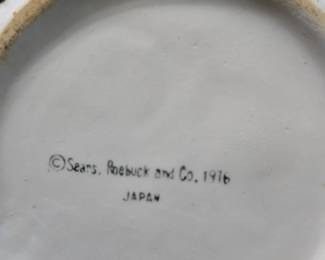 ©Sears, Roebuck and Co. 1976
JAPAN